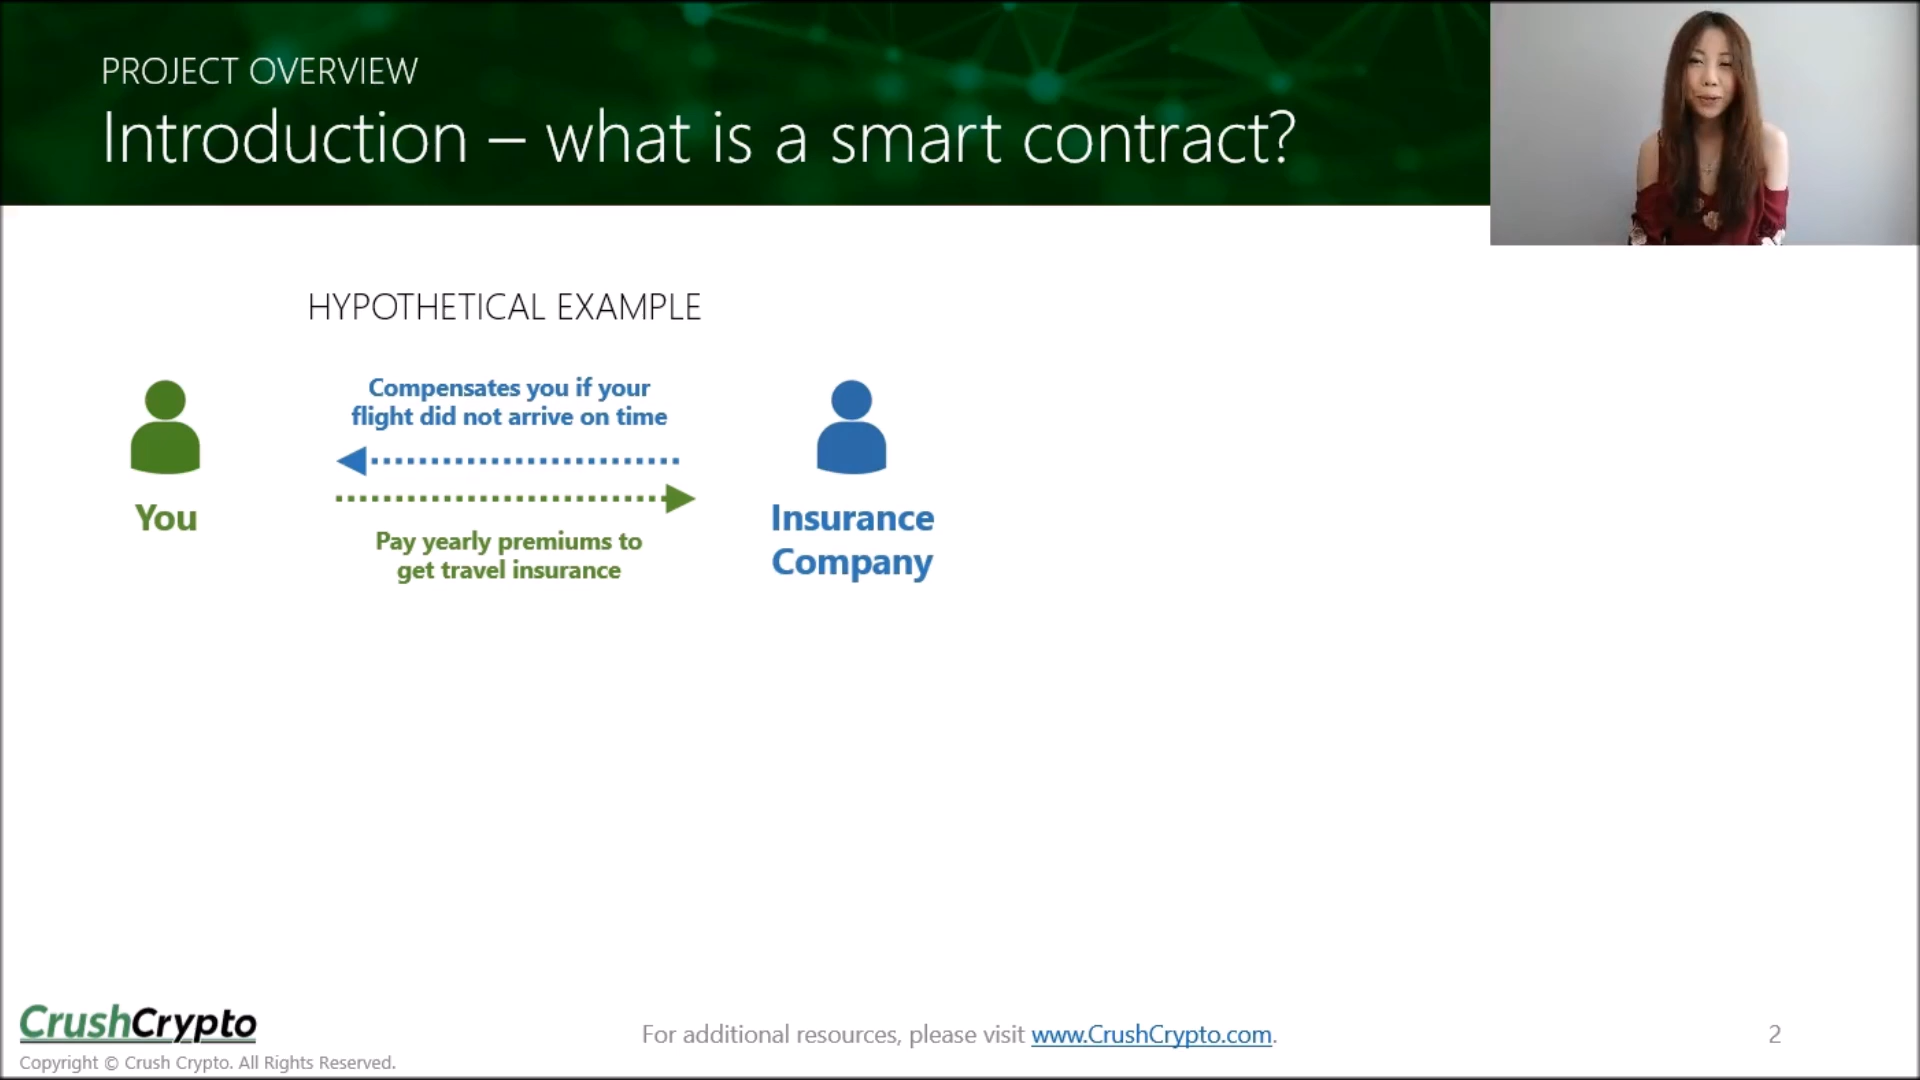 PROJECT OVERVIEW
Introduction – what is a smart contract?
HYPOTHETICAL EXAMPLE
Compensates you if your
flight did not arrive on time
You
Pay yearly premiums to
get travel insurance
Insurance
Company
CrushCrypto
Copyright © Crush Crypto. All Rights Reserved.
For additional resources, please visit www.CrushCrypto.com.
2